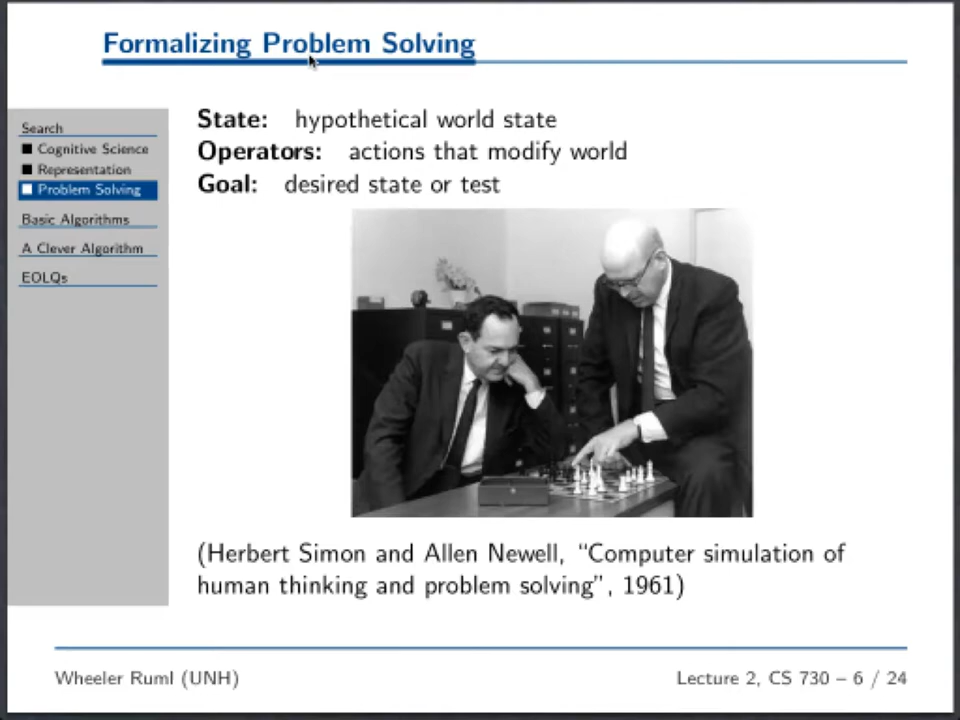 Formalizing Problem Solving
Search
Cognitive Science
Representation
Problem Solving
Basic Algorithms
A Clever Algorithm
EOLQs
State: hypothetical world state
Operators: actions that modify world
Goal: desired state or test
(Herbert Simon and Allen Newell, “Computer simulation of
human thinking and problem solving”, 1961)
Wheeler Ruml (UNH)
Lecture 2, CS 730 – 6 / 24